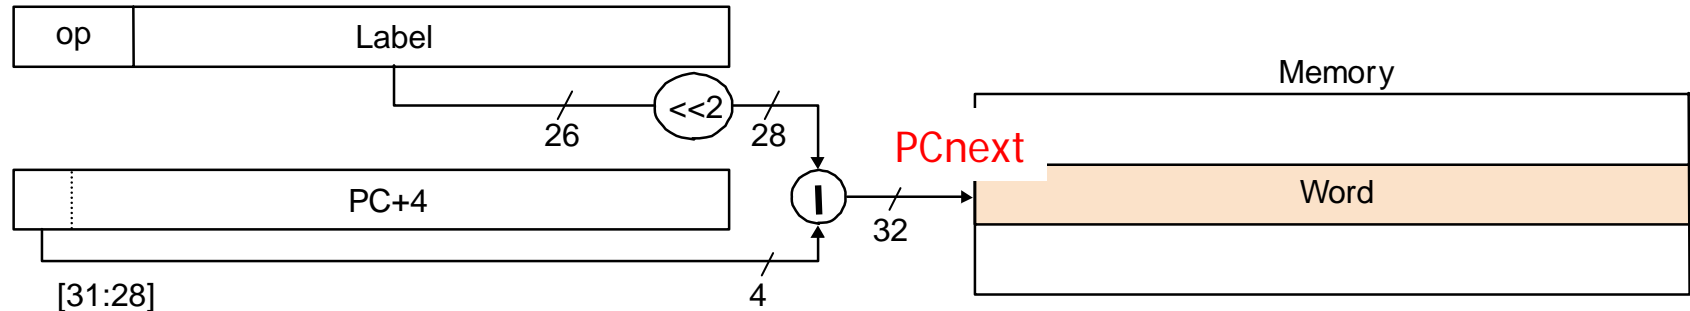 op
Label
Memory
<<2
26
28
PCnext
PC+4
|
Word
32
[31:28]
4